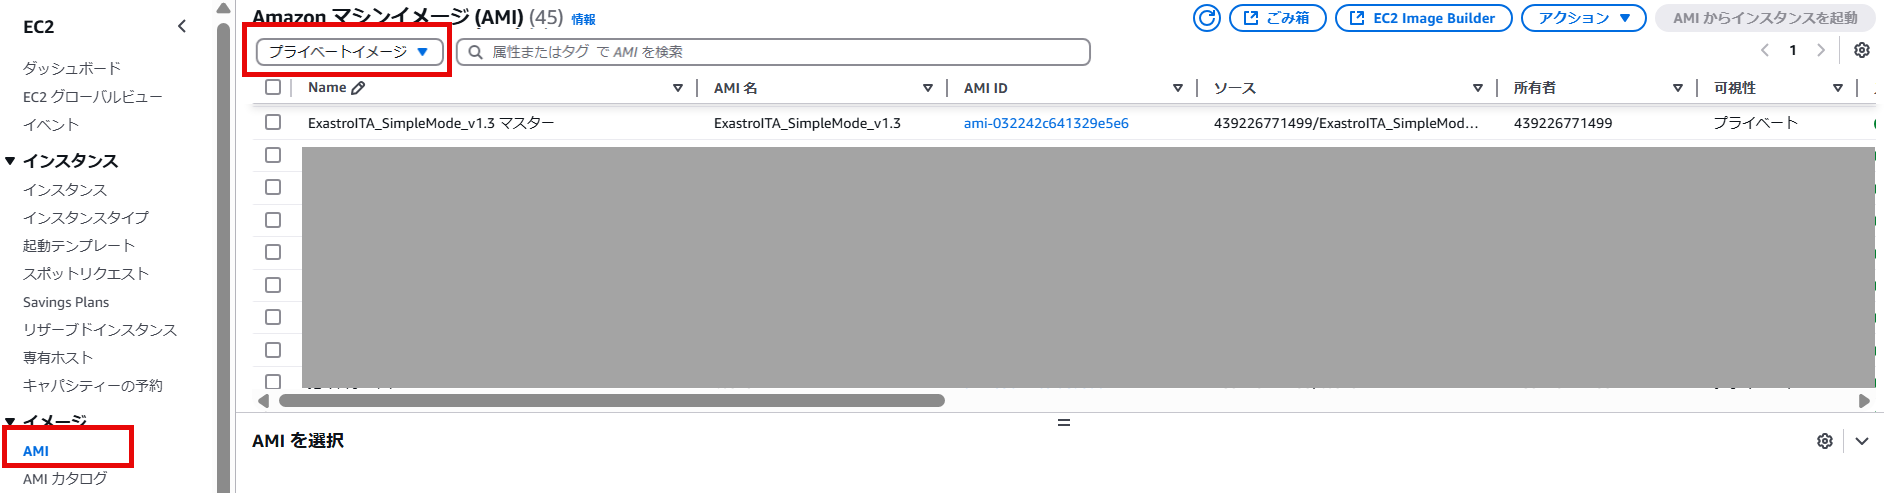 EC2
ダッシュボード
EC2 グローバルビュー
イベント
インスタンス
インスタンス
インスタンスタイプ
起動テンプレート
スポットリクエスト
Savings Plans
リザーブドインスタンス
専有ホスト
キャパシティーの予約
イメージ
AMI
AMI カタログ
Amazon マシンイメージ (AMI) (45) 情報
ごみ箱
EC2 Image Builder
アクション
AMI からインスタンスを起動
プライベートイメージ
属性またはタグ で AMI を検索
1
Name AMI 名 AMI ID ソース 所有者 可視性
ExastroITA_SimpleMode_v1.3 マスター ExastroITA_SimpleMode_v1.3 ami-032242c641329e5e6 439226771499/ExastroITA_SimpleMod... 439226771499 プライベート
AMI を選択